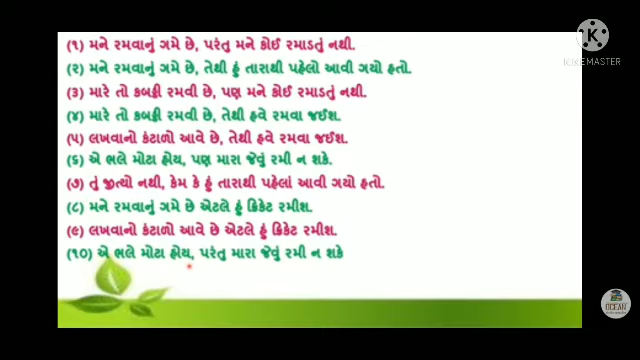 (૧) મને રમવાનું ગમે છે, પરંતુ મને કોઈ રમાડતું નથી.
(૨) મને રમવાનું ગમે છે, તેથી હું તારાથી પહેલો આવી ગયો હતો.
(૩) મારે તો કબડ્ડી રમવી છે, પણ મને કોઈ રમાડતું નથી.
(૪) મારે તો કબડ્ડી રમવી છે, તેથી હવે રમવા જઈશ.
(૫) લખવાનો કંટાળો આવે છે, તેથી હવે રમવા જઈશ.
(૬) એ ભલે મોટા હોય, પણ મારા જેવું રમી ન શકે.
(૭) તું જીત્યો નથી, કેમ કે હું તારાથી પહેલાં આવી ગયો હતો.
(૮) મને રમવાનું ગમે છે એટલે હું ક્રિકેટ રમીશ.
(૯) લખવાનો કંટાળો આવે છે એટલે હું ક્રિકેટ રમીશ.
(૧૦) એ ભલે મોટા હોય, પરંતુ મારા જેવું રમી ન શકે
K
KINEMASTER
OCEAN